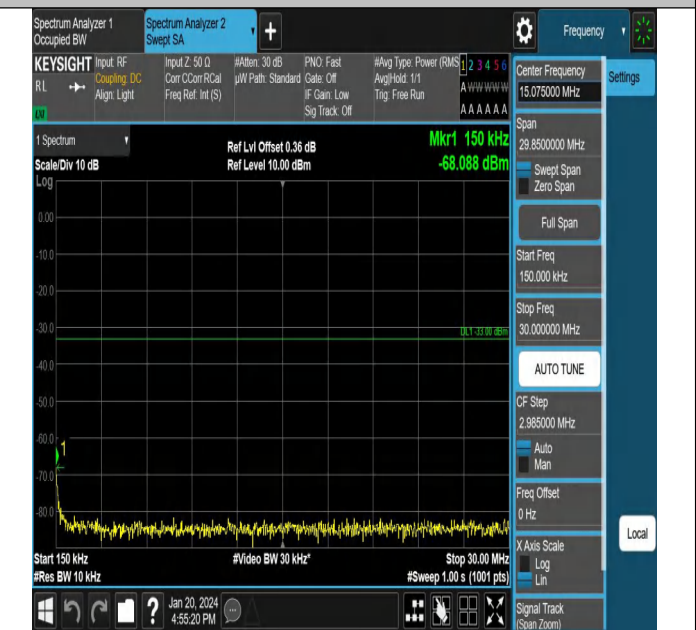 Spectrum Analyzer 1
Occupied BW
Spectrum Analyzer 2
Swept SA
+
Frequency
KEYSIGHT
RL
Input: RF
Coupling: DC
Align: Light
Input Z: 50 Ω
Corr CCorr RCal
Freq Ref: Int (S)
#Atten: 30 dB
µW Path: Standard
PNO: Fast
Gate: Off
IF Gain: Low
Sig Track: Off
#Avg Type: Power (RMS
Avg|Hold: 1/1
Trig: Free Run
1 2 3 4 5 6
A W W W W W
A A A A A A
1 Spectrum
Scale/Div 10 dB
Log
Ref Lvl Offset 0.36 dB
Ref Level 10.00 dBm
Mkr1 150 kHz
-68.088 dBm
0.00
-10.0
-20.0
-30.0
DL1 -33.00 dBm
-40.0
-50.0
-60.0
1
-70.0
-80.0
Start 150 kHz
#Res BW 10 kHz
#Video BW 30 kHz*
Stop 30.00 MHz
#Sweep 1.00 s (1001 pts)
?
Jan 20, 2024
4:55:20 PM
Center Frequency
15.075000 MHz
Settings
Span
29.8500000 MHz
Swept Span
Zero Span
Full Span
Start Freq
150.000 kHz
Stop Freq
30.000000 MHz
AUTO TUNE
CF Step
2.985000 MHz
Auto
Man
Freq Offset
0 Hz
X Axis Scale
Log
Lin
Local
Signal Track
(Span Zoom)